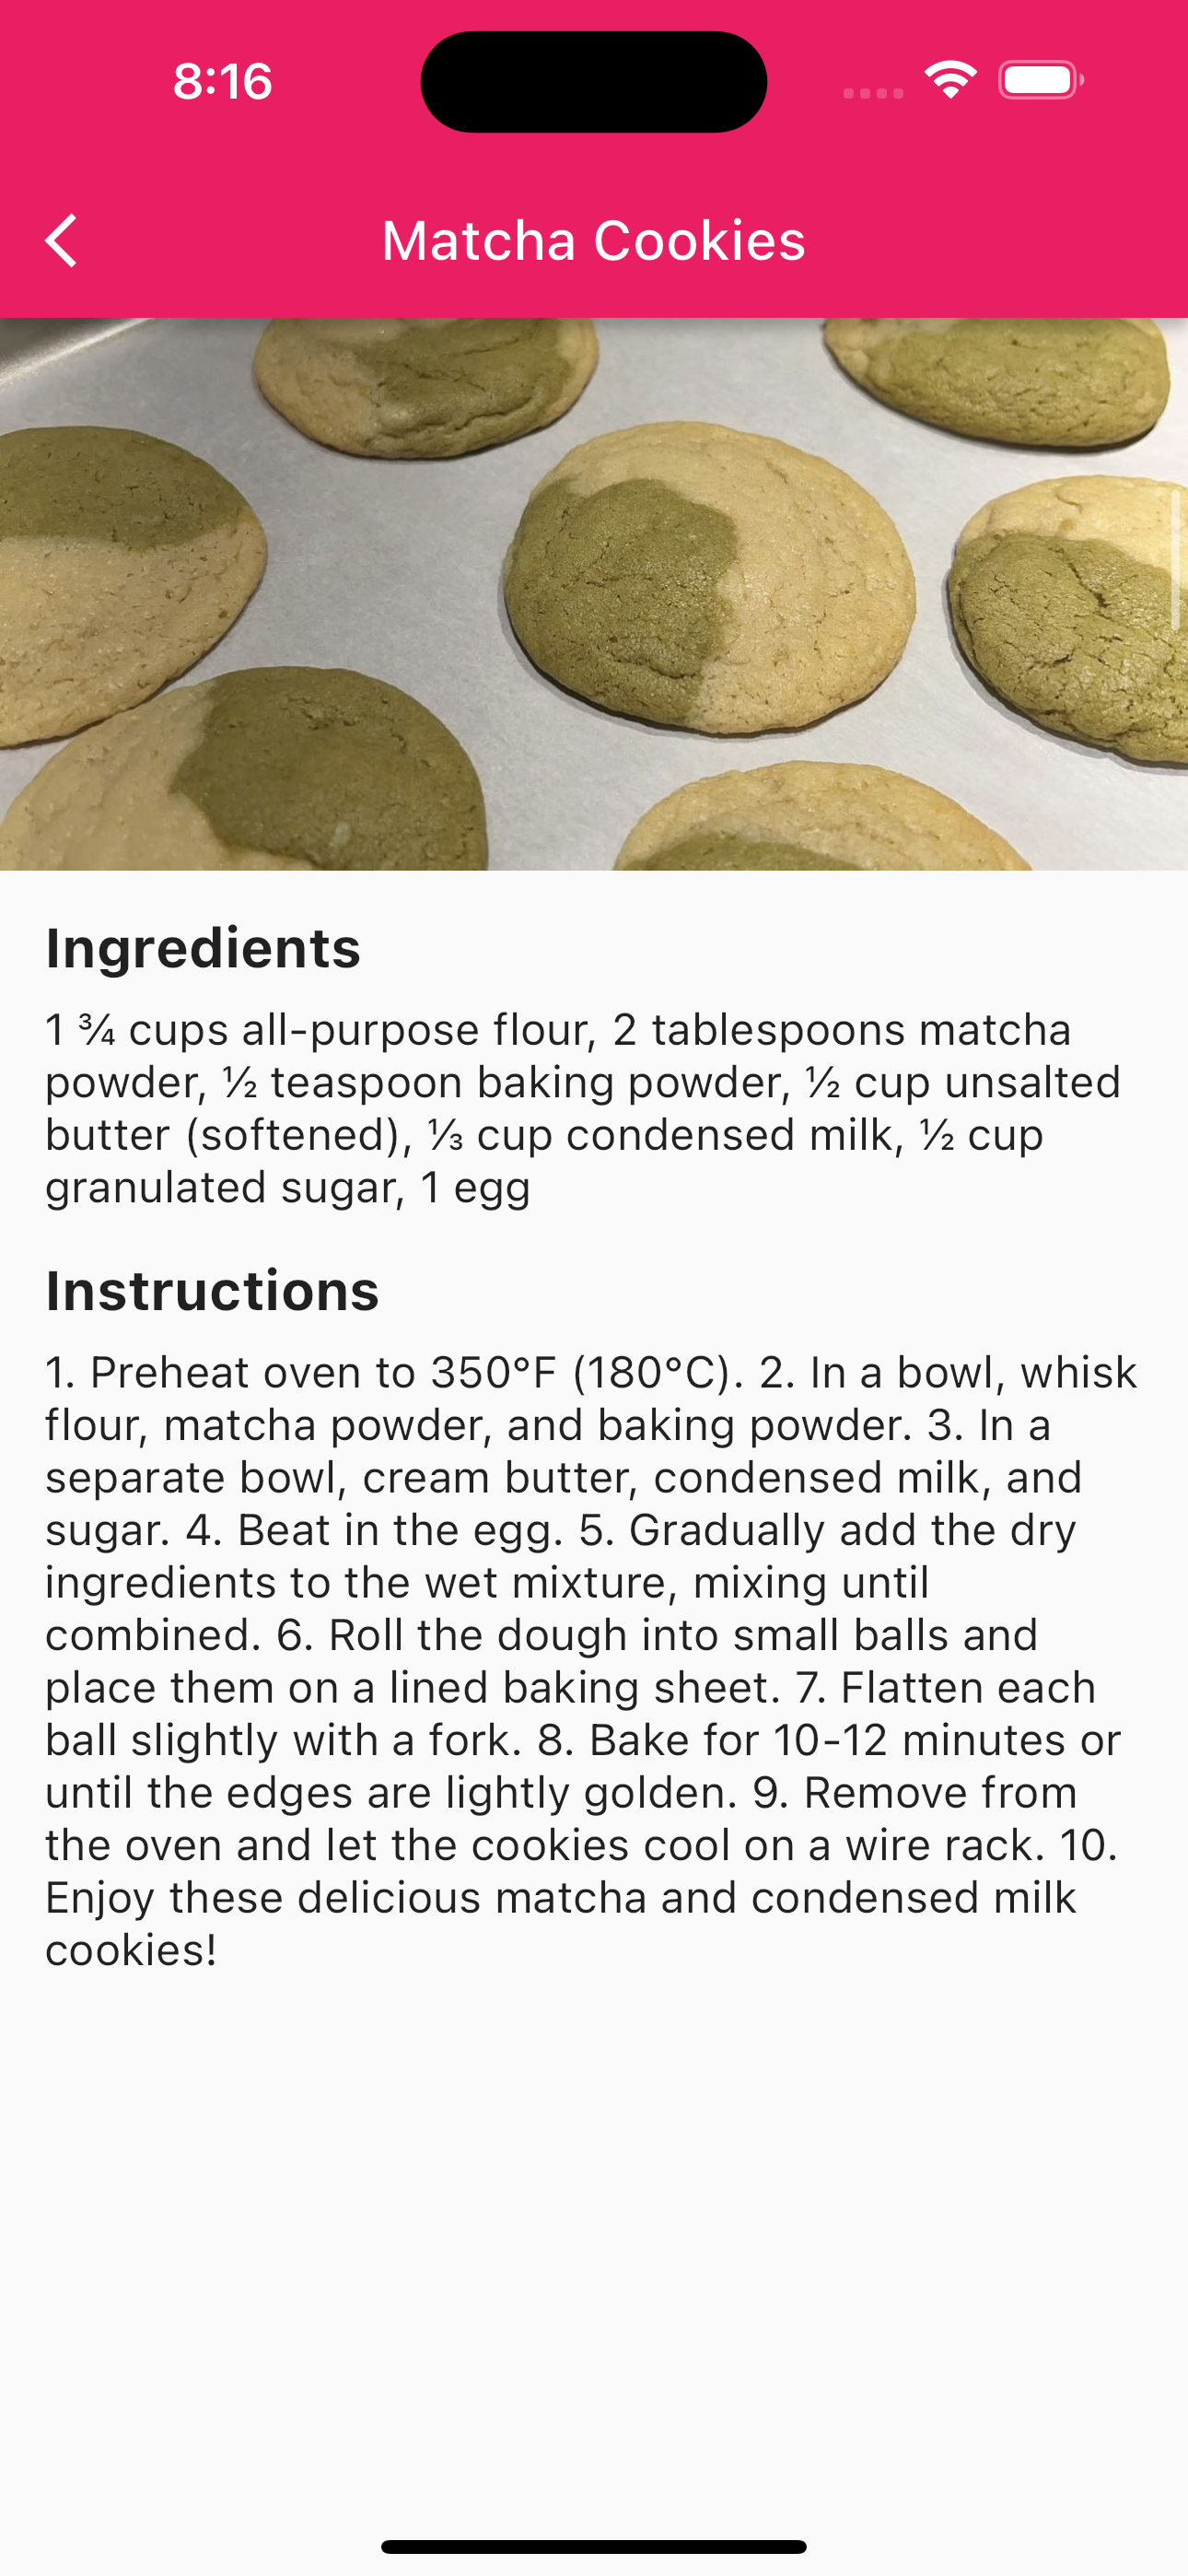 8:16
Matcha Cookies
Ingredients
1 ¾ cups all-purpose flour, 2 tablespoons matcha
powder, ½ teaspoon baking powder, ½ cup unsalted
butter (softened), ⅓ cup condensed milk, ½ cup
granulated sugar, 1 egg
Instructions
1. Preheat oven to 350°F (180°C). 2. In a bowl, whisk
flour, matcha powder, and baking powder. 3. In a
separate bowl, cream butter, condensed milk, and
sugar. 4. Beat in the egg. 5. Gradually add the dry
ingredients to the wet mixture, mixing until
combined. 6. Roll the dough into small balls and
place them on a lined baking sheet. 7. Flatten each
ball slightly with a fork. 8. Bake for 10-12 minutes or
until the edges are lightly golden. 9. Remove from
the oven and let the cookies cool on a wire rack. 10.
Enjoy these delicious matcha and condensed milk
cookies!